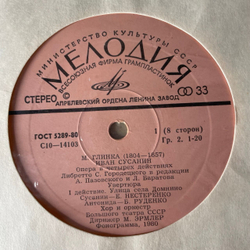 МИНИСТЕРСТВО КУЛЬТУРЫ СССР
МЕЛОДИЯ
ВСЕСОЮЗНАЯ ФИРМА ГРАМПЛАСТИНОК
СТЕРЕО
33
АПРЕЛЕВСКИЙ ОРДЕНА ЛЕНИНА ЗАВОД
ГОСТ 5289-80
1 (8 сторон)
С10—14103
Гр. 2. 1-20
М. ГЛИНКА (1804—1857)
ИВАН СУСАНИН
Опера в четырех действиях
Либретто С. Городецкого в редакции
А. Пазовского и Л. Баратова
Увертюра
1 действие. Улица села Домнино
Сусанин — Е. НЕСТЕРЕНКО
Антонида — Б. РУДЕНКО
Хор и оркестр
Большого театра СССР
Дирижер М. ЭРМЛЕР
Фонограмма, 1980